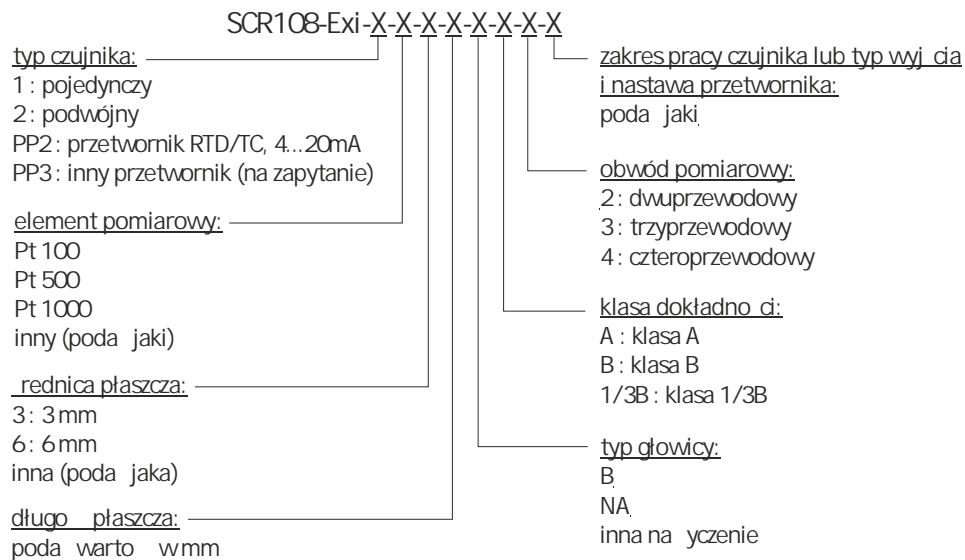 SCR108-Exi-X-X-X-X-X-X-X-X
typ czujnika:
1 : pojedynczy
2 : podwójny
PP2 : przetwornik RTD/TC, 4...20mA
PP3 : inny przetwornik (na zapytanie)
element pomiarowy:
Pt 100
Pt 500
Pt 1000
inny (poda jaki)
rednica płaszcza:
3 : 3 mm
6 : 6 mm
inna (poda jaka)
długo płaszcza:
poda warto w mm
zakres pracy czujnika lub typ wyj cia
i nastawa przetwornika:
poda jaki
obwód pomiarowy:
2 : dwuprzewodowy
3 : trzyprzewodowy
4 : czteroprzewodowy
klasa dokładno ci:
A : klasa A
B : klasa B
1/3B : klasa 1/3B
typ głowicy:
B
NA
inna na yczenie